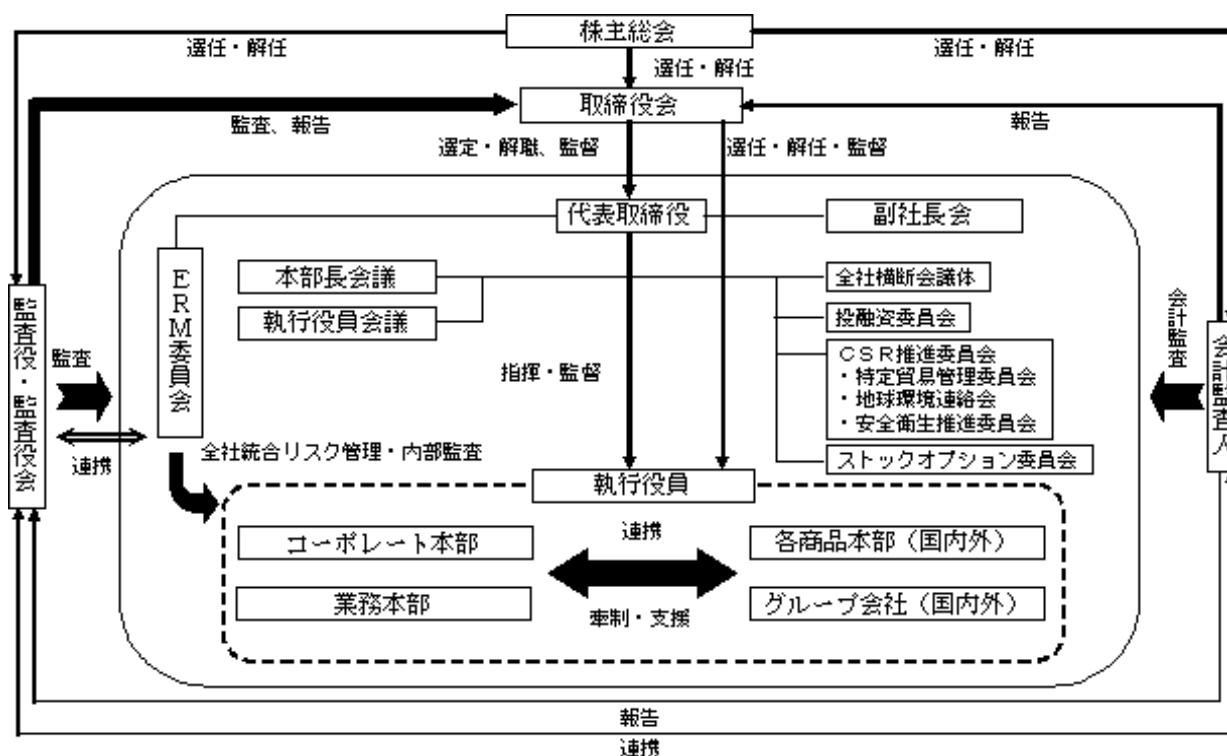 株主総会
選任・解任
選任・解任
選任・解任
取締役会
監査、報告
報告
選定・解職、監督
選任・解任・監督
代表取締役
副社長会
ERM委員会
本部長会議
執行役員会議
全社横断会議体
投融資委員会
CSR推進委員会
・特定貿易管理委員会
・地球環境連絡会
・安全衛生推進委員会
ストックオプション委員会
指揮・監督
監査役・監査役会
監査
連携
会計監査
会計監査人
全社統合リスク管理・内部監査
執行役員
コーポレート本部
業務本部
連携
牽制・支援
各商品本部（国内外）
グループ会社（国内外）
報告
連携